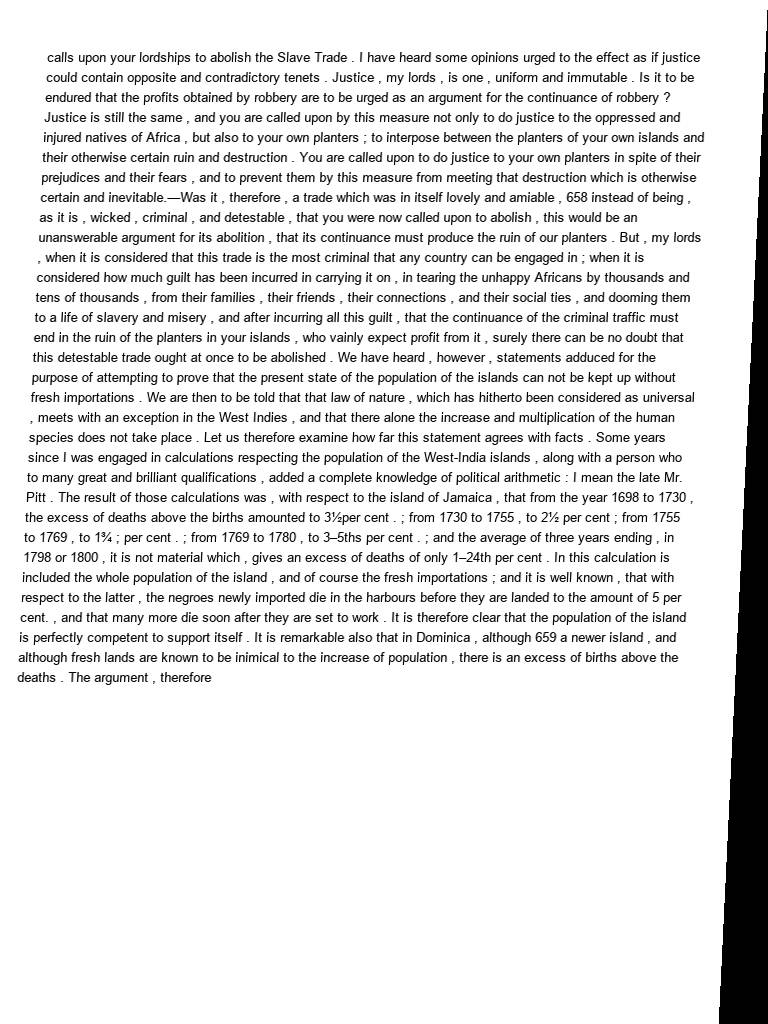 calls upon your lordships to abolish the Slave Trade . I have heard some opinions urged to the effect as if justice
could contain opposite and contradictory tenets . Justice , my lords , is one , uniform and immutable . Is it to be
endured that the profits obtained by robbery are to be urged as an argument for the continuance of robbery ?
Justice is still the same , and you are called upon by this measure not only to do justice to the oppressed and
injured natives of Africa , but also to your own planters ; to interpose between the planters of your own islands and
their otherwise certain ruin and destruction . You are called upon to do justice to your own planters in spite of their
prejudices and their fears , and to prevent them by this measure from meeting that destruction which is otherwise
certain and inevitable.—Was it , therefore , a trade which was in itself lovely and amiable , 658 instead of being ,
as it is , wicked , criminal , and detestable , that you were now called upon to abolish , this would be an
unanswerable argument for its abolition , that its continuance must produce the ruin of our planters . But , my lords
, when it is considered that this trade is the most criminal that any country can be engaged in ; when it is
considered how much guilt has been incurred in carrying it on , in tearing the unhappy Africans by thousands and
tens of thousands , from their families , their friends , their connections , and their social ties , and dooming them
to a life of slavery and misery , and after incurring all this guilt , that the continuance of the criminal traffic must
end in the ruin of the planters in your islands , who vainly expect profit from it , surely there can be no doubt that
this detestable trade ought at once to be abolished . We have heard , however , statements adduced for the
purpose of attempting to prove that the present state of the population of the islands can not be kept up without
fresh importations . We are then to be told that that law of nature , which has hitherto been considered as universal
, meets with an exception in the West Indies , and that there alone the increase and multiplication of the human
species does not take place . Let us therefore examine how far this statement agrees with facts . Some years
since I was engaged in calculations respecting the population of the West-India islands , along with a person who
to many great and brilliant qualifications , added a complete knowledge of political arithmetic : I mean the late Mr.
Pitt . The result of those calculations was , with respect to the island of Jamaica , that from the year 1698 to 1730 ,
the excess of deaths above the births amounted to 3½per cent . ; from 1730 to 1755 , to 2½ per cent ; from 1755
to 1769 , to 1¾ ; per cent . ; from 1769 to 1780 , to 3–5ths per cent . ; and the average of three years ending , in
1798 or 1800 , it is not material which , gives an excess of deaths of only 1–24th per cent . In this calculation is
included the whole population of the island , and of course the fresh importations ; and it is well known , that with
respect to the latter , the negroes newly imported die in the harbours before they are landed to the amount of 5 per
cent. , and that many more die soon after they are set to work . It is therefore clear that the population of the island
is perfectly competent to support itself . It is remarkable also that in Dominica , although 659 a newer island , and
although fresh lands are known to be inimical to the increase of population , there is an excess of births above the
deaths . The argument , therefore